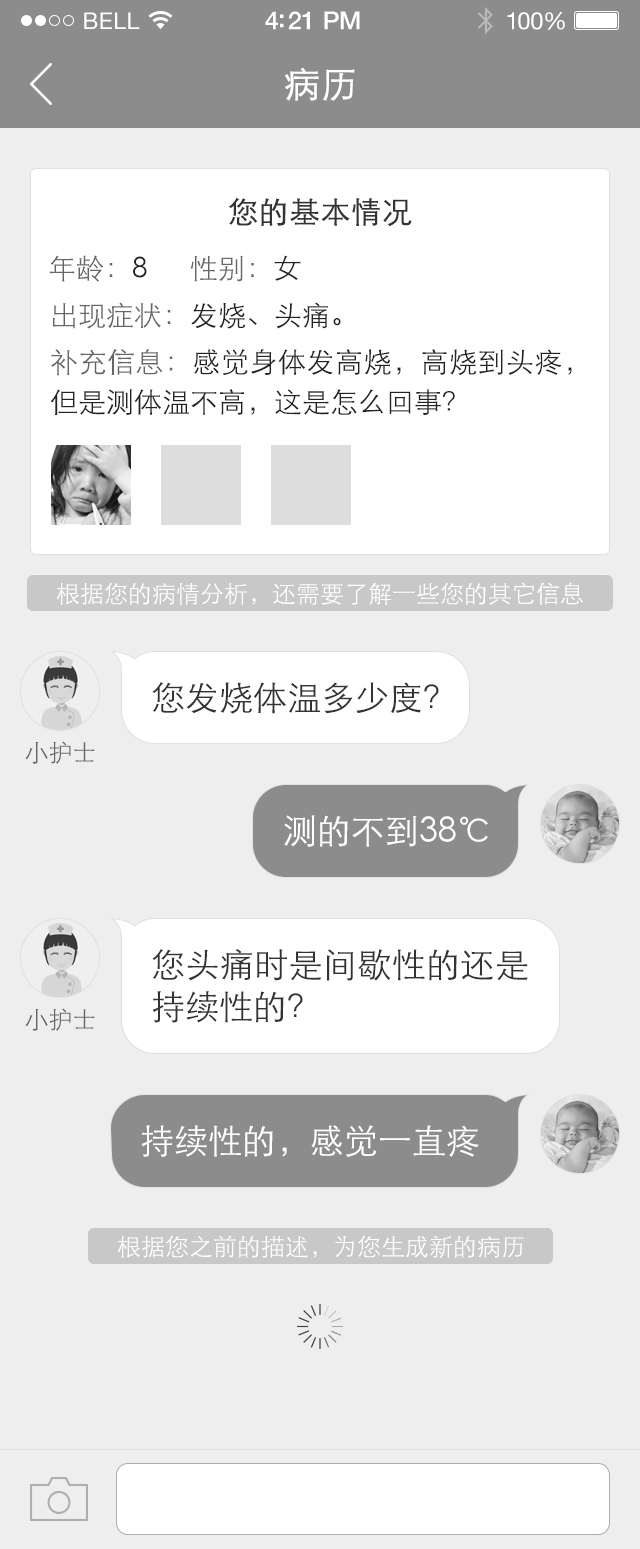 BELL 4:21 PM 100%
病历
您的基本情况
年龄：8 性别：女
出现症状：发烧、头痛。
补充信息：感觉身体发高烧，高烧到头疼，
但是测体温不高，这是怎么回事？
根据您的病情分析，还需要了解一些您的其它信息
您发烧体温多少度？
小护士
测的不到38℃
您头痛时是间歇性的还是
持续性的？
小护士
持续性的，感觉一直疼
根据您之前的描述，为您生成新的病历